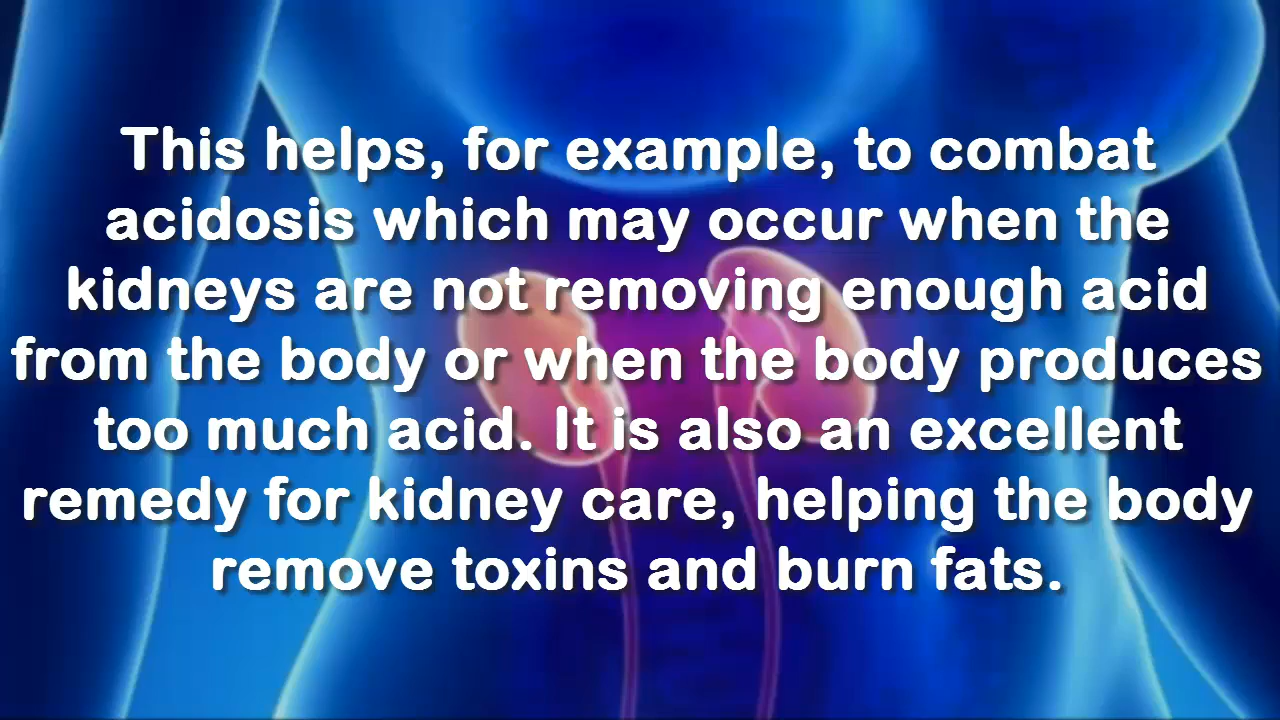 This helps, for example, to combat
acidosis which may occur when the
kidneys are not removing enough acid
from the body or when the body produces
too much acid. It is also an excellent
remedy for kidney care, helping the body
remove toxins and burn fats.